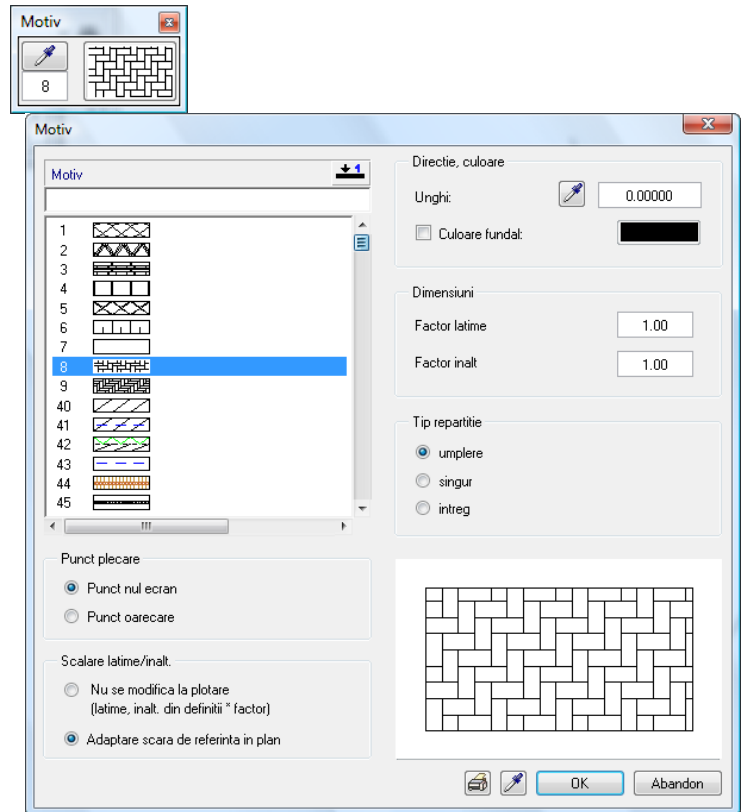 Motiv
8
Motiv
Motiv
1
1
2
3
4
5
6
7
8
9
40
41
42
43
44
45
Punct plecare
Punct nul ecran
Punct oarecare
Scalare latime/inalt.
Nu se modifica la plotare
(latime, inalt. din definitii * factor)
Adaptare scara de referinta in plan
Directie, culoare
Unghi: 0.00000
Culoare fundal:
Dimensiuni
Factor latime 1.00
Factor inalt 1.00
Tip repartitie
umplere
singur
intreg
OK Abandon